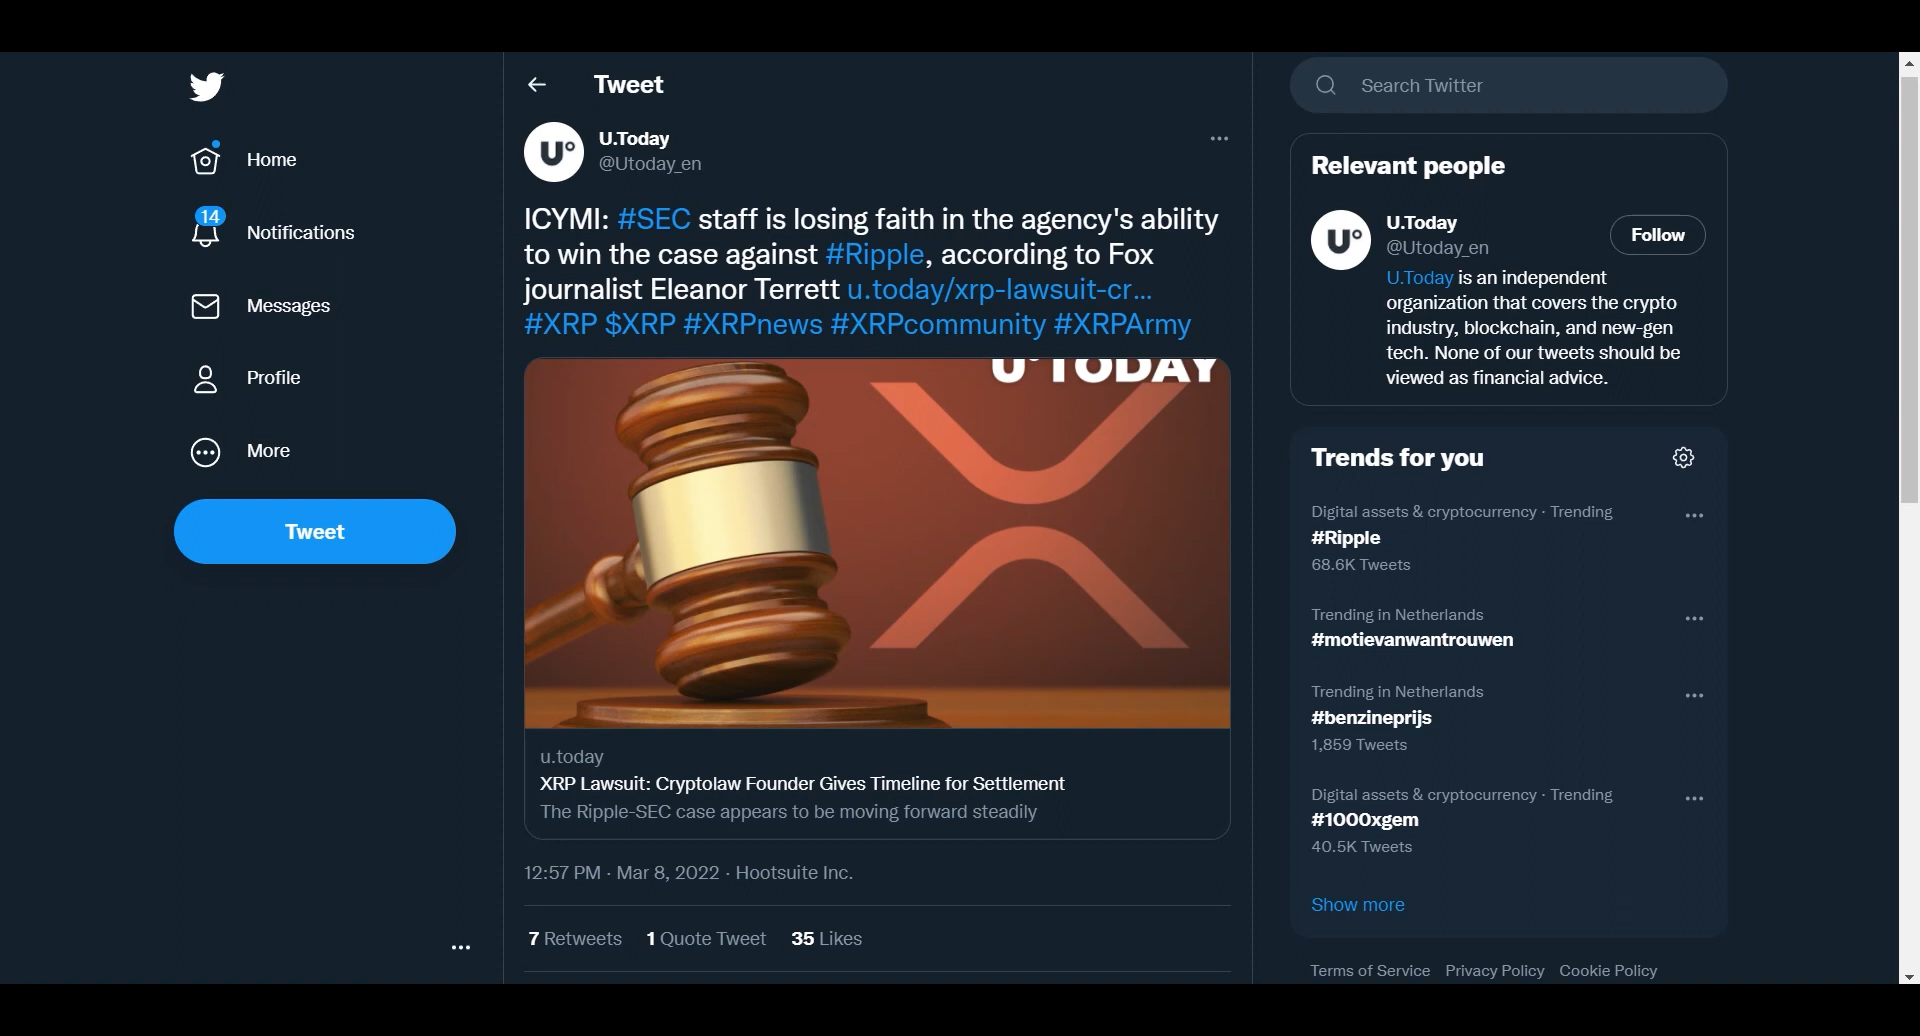 Home
14
Notifications
Messages
Profile
More
Tweet
Tweet
U.Today
@Utoday_en
ICYMI: #SEC staff is losing faith in the agency's ability
to win the case against #Ripple, according to Fox
journalist Eleanor Terrett u.today/xrp-lawsuit-cr...
#XRP $XRP #XRPnews #XRPcommunity #XRPArmy
U° TODAY
u.today
XRP Lawsuit: Cryptolaw Founder Gives Timeline for Settlement
The Ripple-SEC case appears to be moving forward steadily
12:57 PM · Mar 8, 2022 · Hootsuite Inc.
7 Retweets 1 Quote Tweet 35 Likes
Search Twitter
Relevant people
U.Today
@Utoday_en
Follow
U.Today is an independent
organization that covers the crypto
industry, blockchain, and new-gen
tech. None of our tweets should be
viewed as financial advice.
Trends for you
Digital assets & cryptocurrency · Trending
#Ripple
68.6K Tweets
Trending in Netherlands
#motievanwantrouwen
Trending in Netherlands
#benzineprijs
1,859 Tweets
Digital assets & cryptocurrency · Trending
#1000xgem
40.5K Tweets
Show more
Terms of Service Privacy Policy Cookie Policy
U°
U°